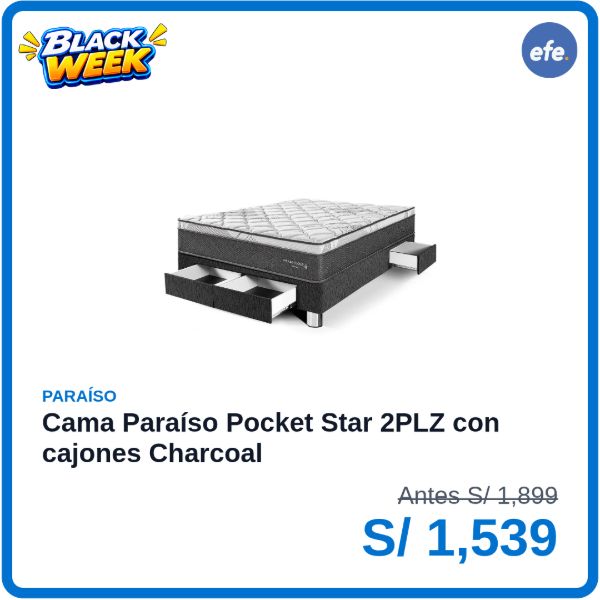 BLACK
WEEK
efe.
PARAÍSO
Cama Paraíso Pocket Star 2PLZ con
cajones Charcoal
Antes S/ 1,899
S/ 1,539